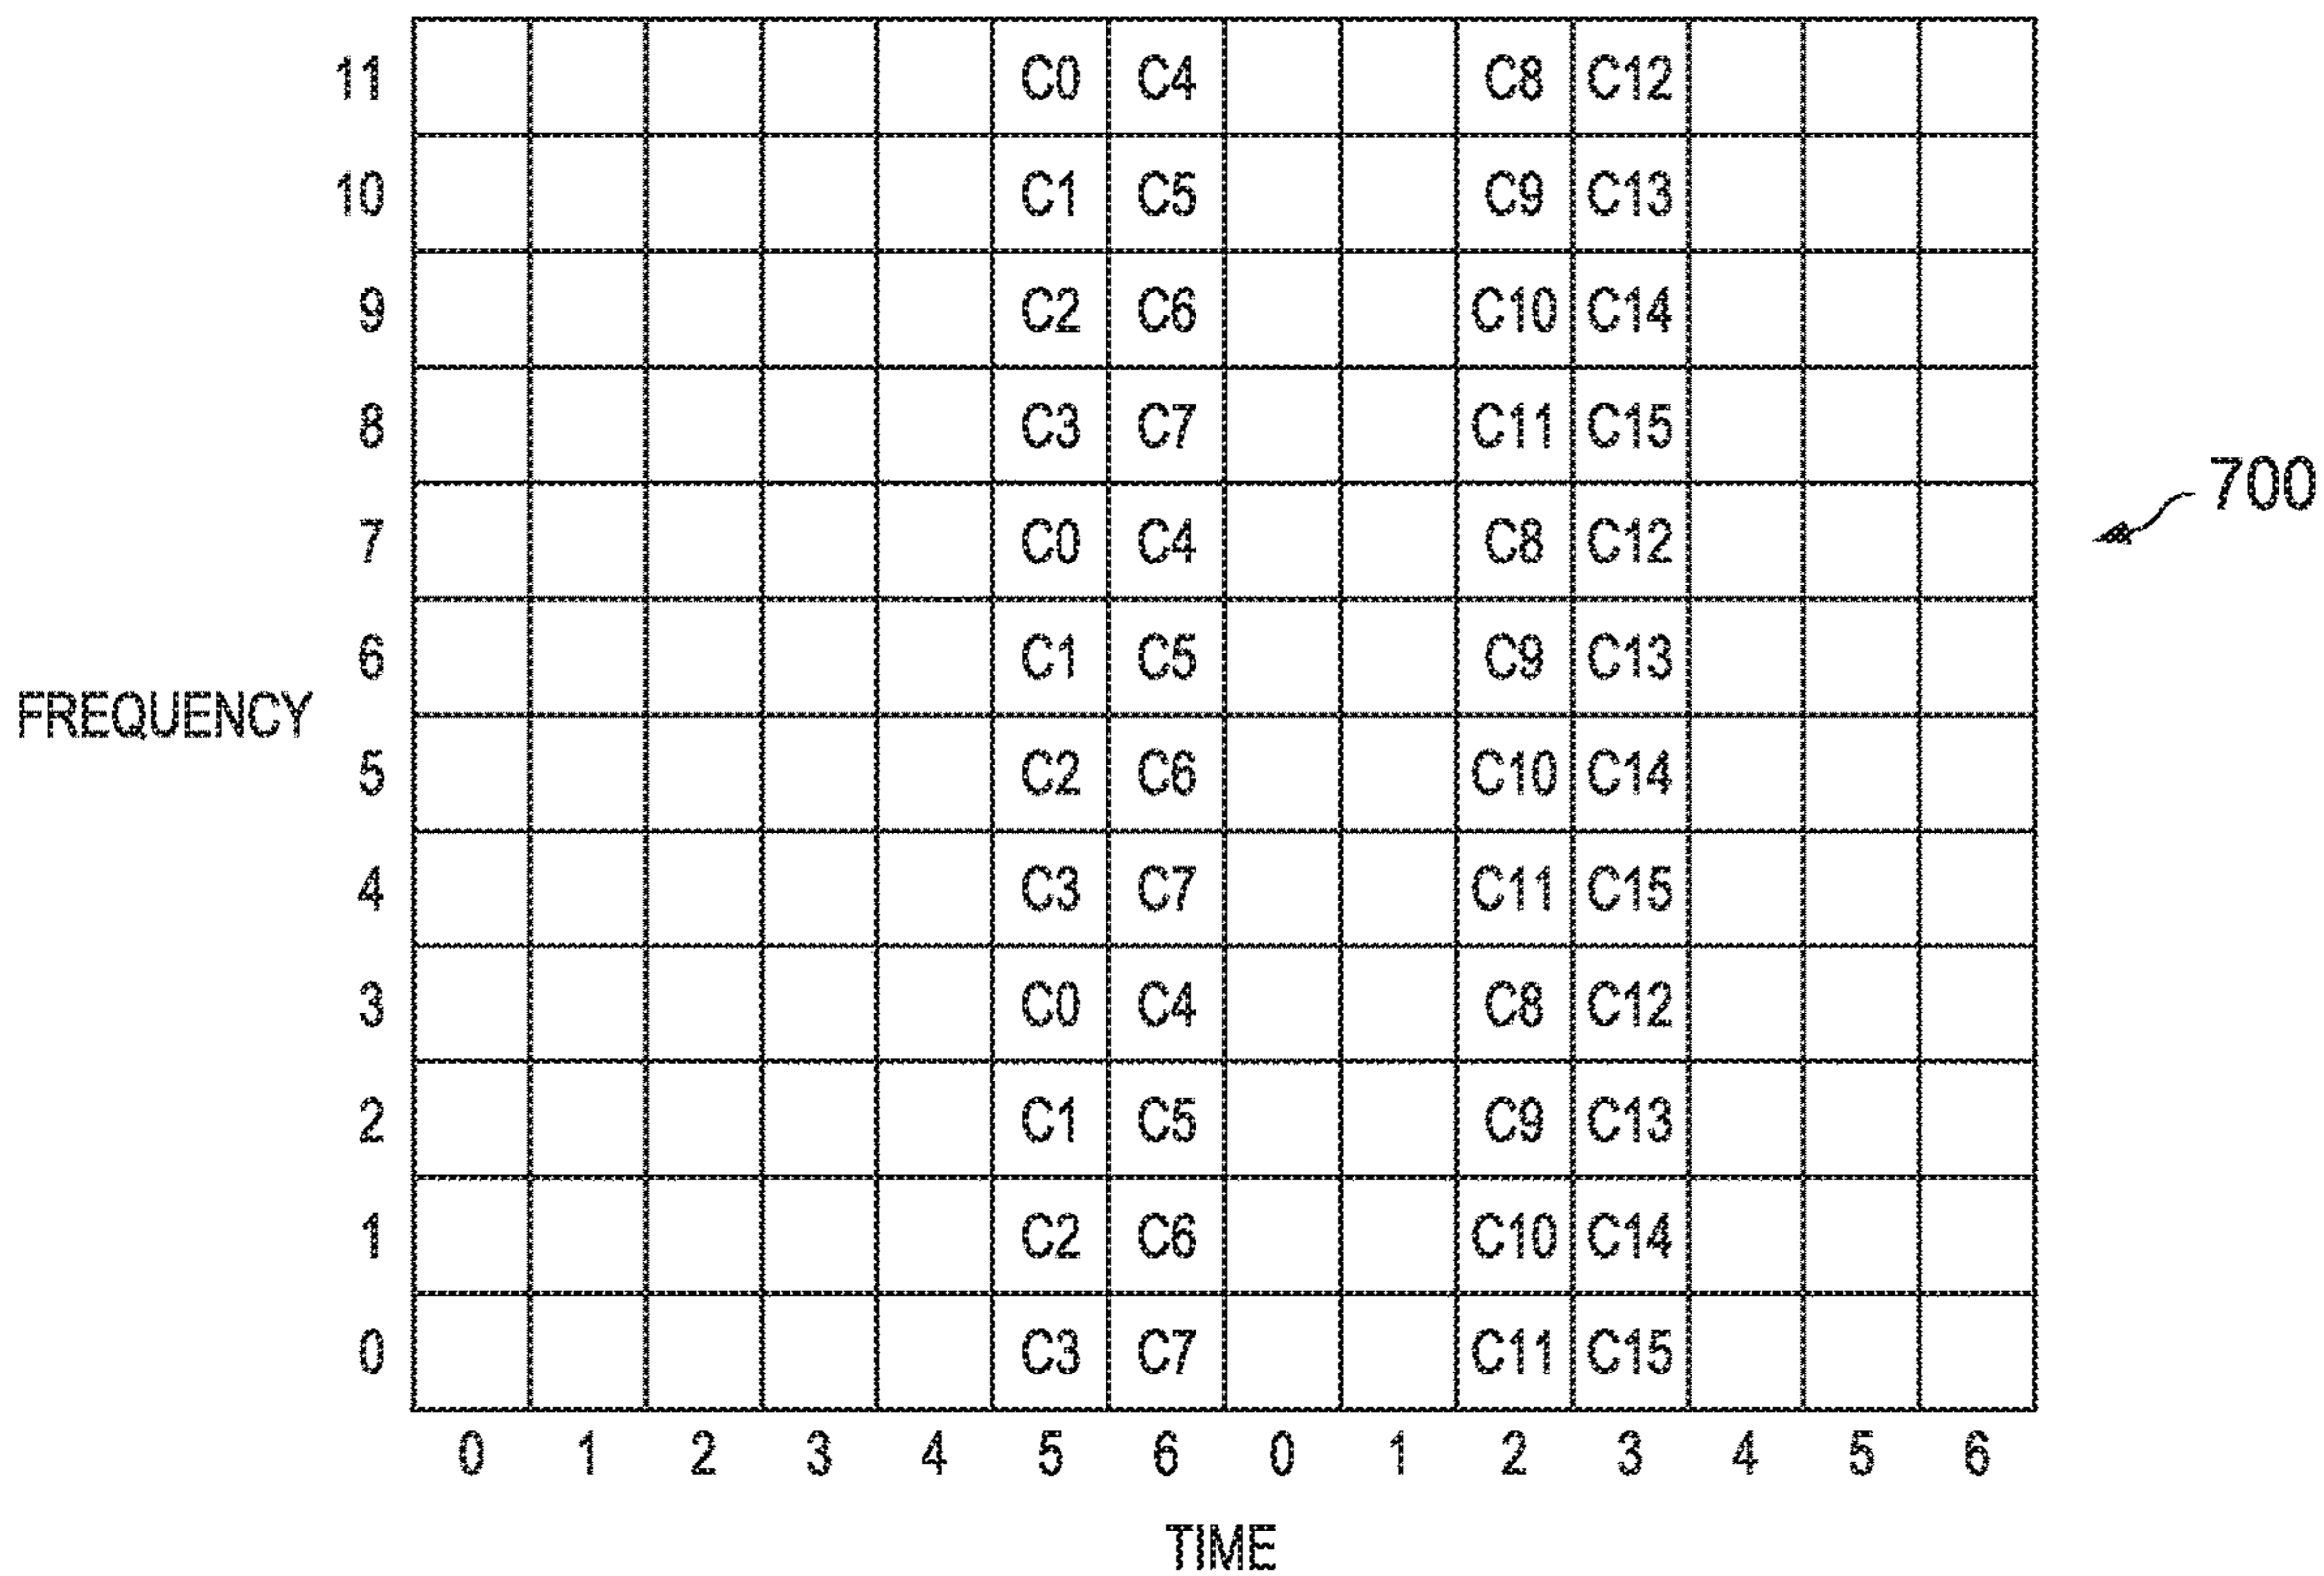 11 C0 C4 C8 C12
10 C1 C5 C9 C13
9 C2 C6 C10 C14
8 C3 C7 C11 C15
700
7 C0 C4 C8 C12
6 C1 C5 C9 C13
FREQUENCY
5 C2 C6 C10 C14
4 C3 C7 C11 C15
3 C0 C4 C8 C12
2 C1 C5 C9 C13
1 C2 C6 C10 C14
0 C3 C7 C11 C15
0 1 2 3 4 5 6 0 1 2 3 4 5 6
TIME